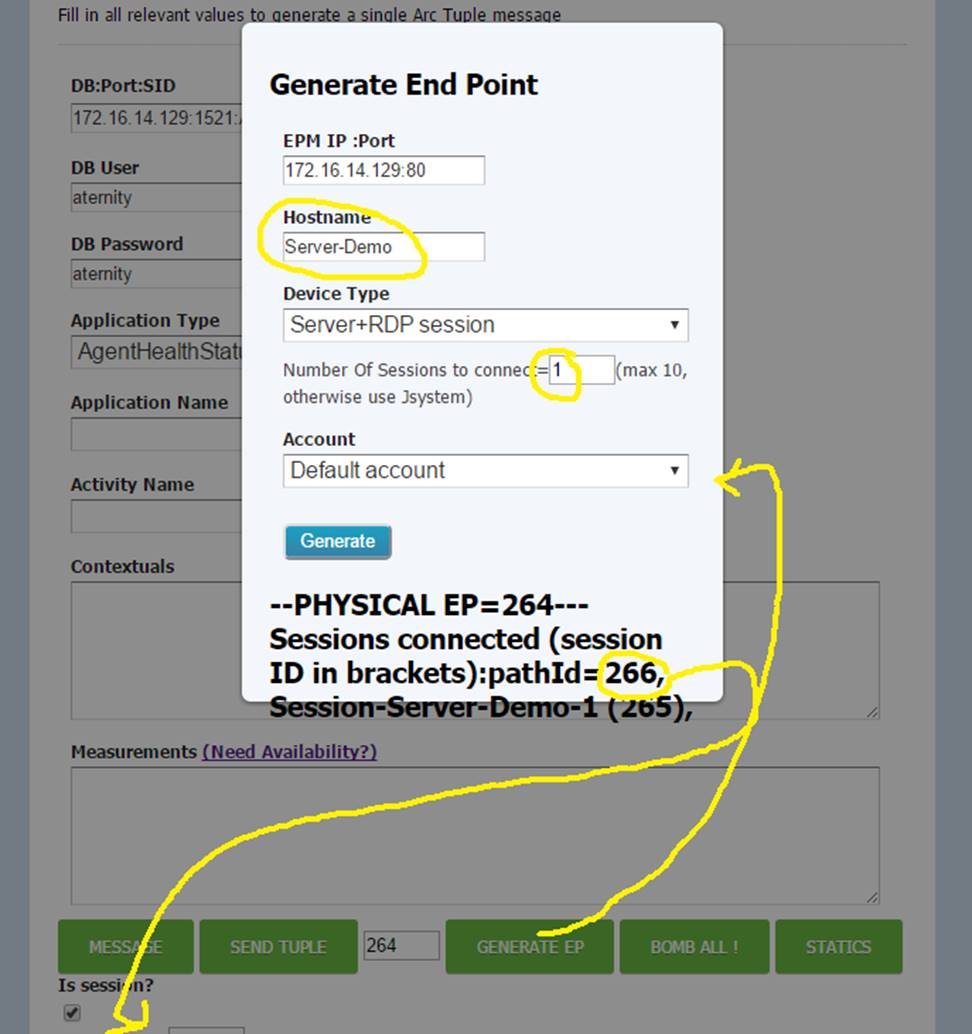 Fill in all relevant values to generate a single Arc Tuple message
DB:Port:SID
172.16.14.129:1521:
DB User
aternity
DB Password
aternity
Application Type
AgentHealthStatu
Application Name
Activity Name
Contextuals
Generate End Point
EPM IP :Port
172.16.14.129:80
Hostname
Server-Demo
Device Type
Server+RDP session
Number Of Sessions to connect= 1 (max 10,
otherwise use Jsystem)
Account
Default account
Generate
--PHYSICAL EP=264---
Sessions connected (session
ID in brackets):pathId=266,
Session-Server-Demo-1 (265),
Measurements (Need Availability?)
MESSAGE SEND TUPLE 264 GENERATE EP BOMB ALL ! STATICS
Is session?